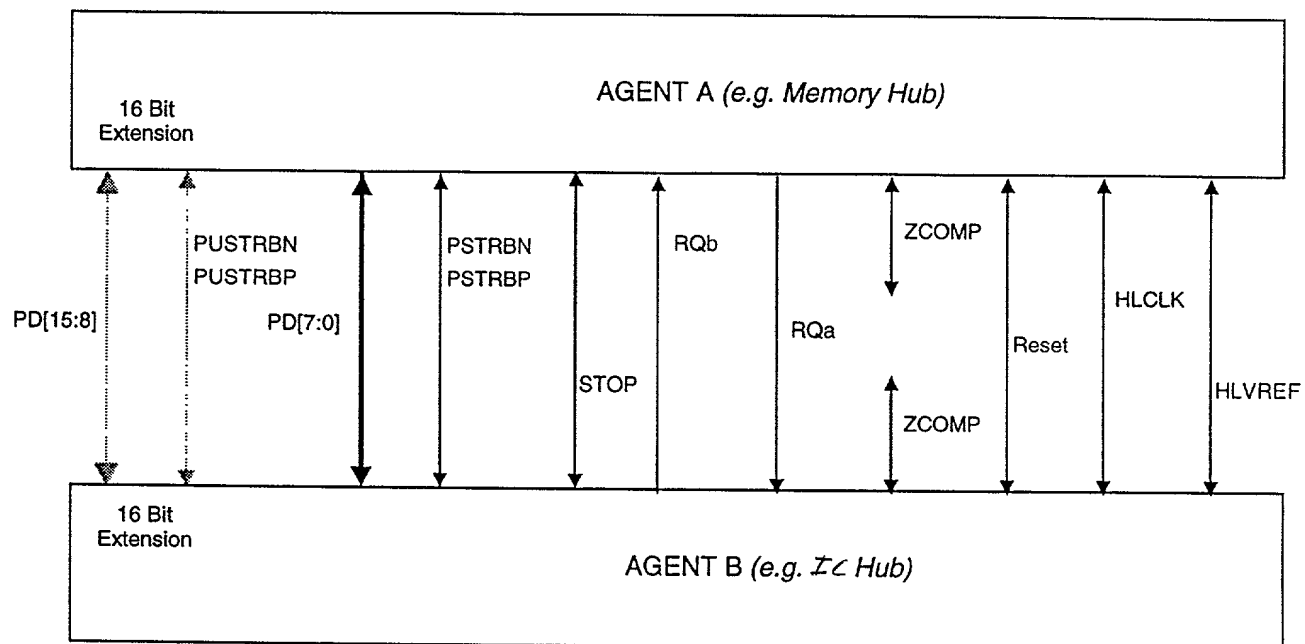 AGENT A (e.g. Memory Hub)
16 Bit
Extension
PUSTRBN
PUSTRBP
PSTRBN
PSTRBP
RQb
ZCOMP
PD[15:8]
PD[7:0]
RQa
HLCLK
Reset
STOP
HLVREF
ZCOMP
16 Bit
Extension
AGENT B (e.g. IC Hub)